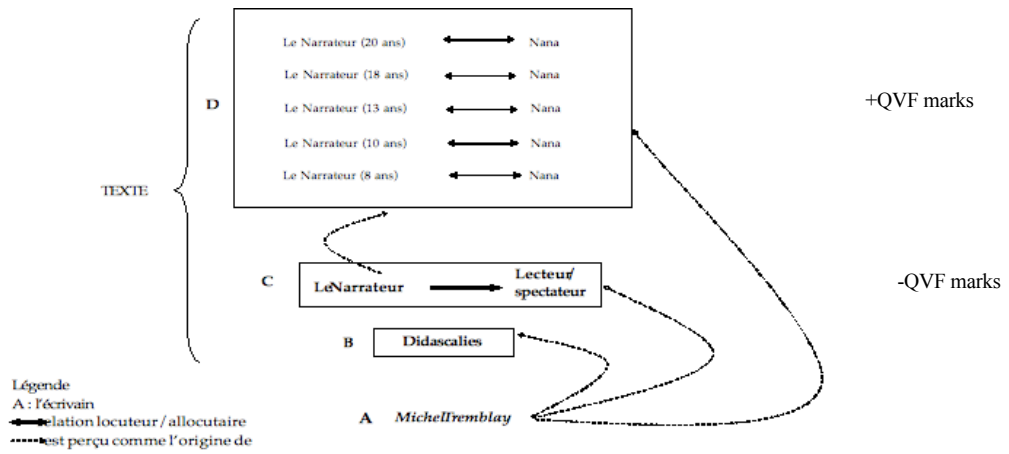 Le Narrateur (20 ans) Nana
Le Narrateur (18 ans) Nana
D Le Narrateur (13 ans) Nana
+QVF marks
Le Narrateur (10 ans) Nana
Le Narrateur (8 ans) Nana
TEXTE
C LeNarrateur Lecteur/
spectateur
-QVF marks
B Didascalies
Légende
A : l'écrivain
elation locuteur / allocutaire
est perçu comme l'origine de
A MichelTremblay